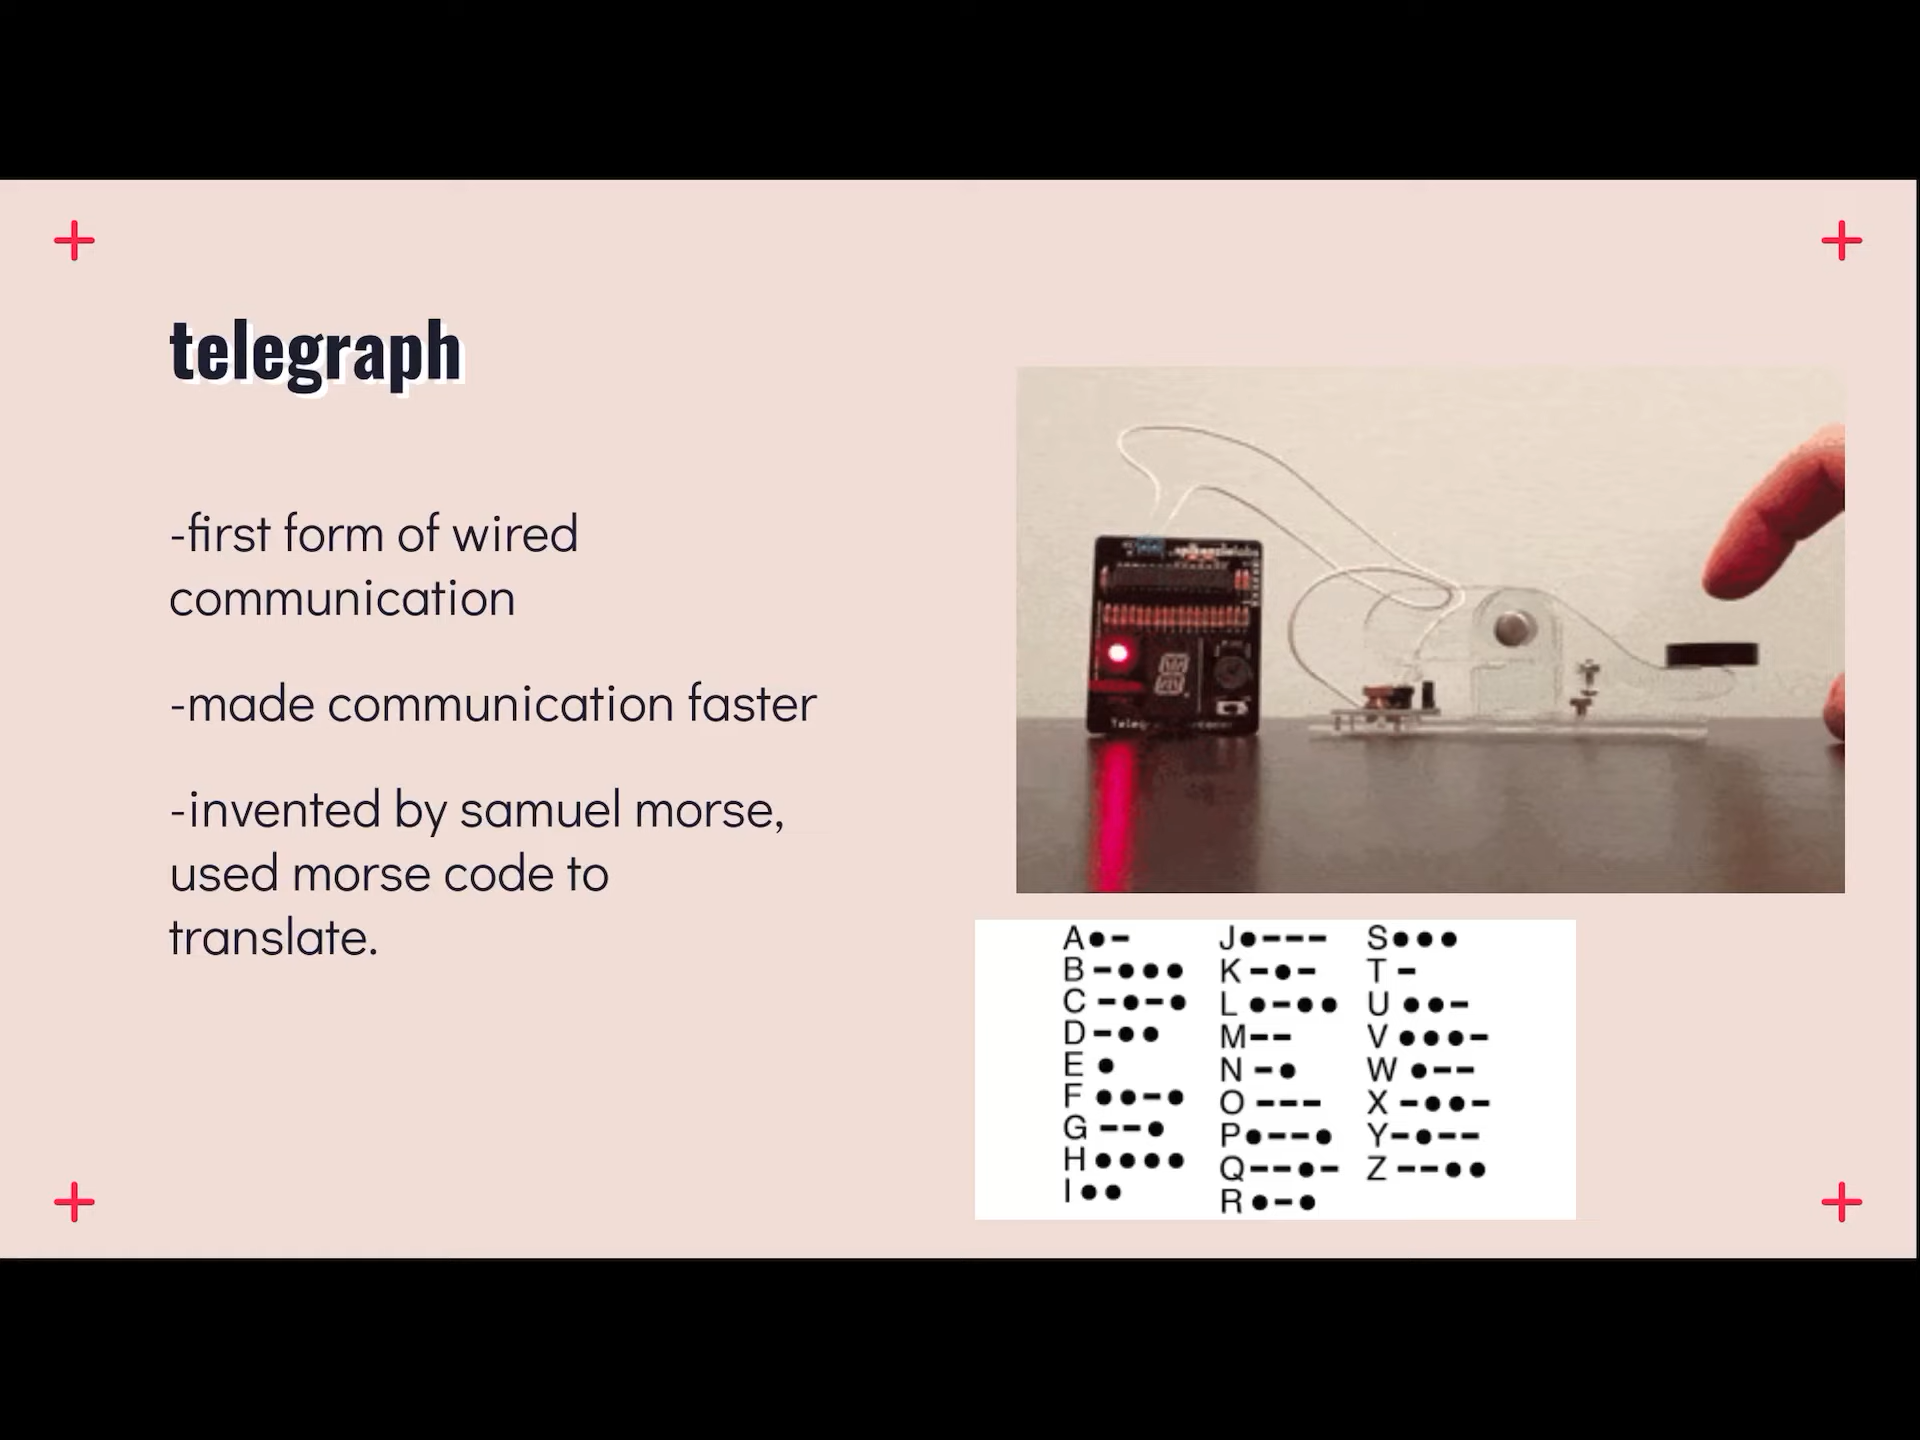 telegraph
-first form of wired
communication
-made communication faster
-invented by samuel morse,
used morse code to
translate.
A●-
B-●●●
C-●-●
D-●●
E●
F●●-●
G--●
H●●●●
I●●
J●---
K-●-
L●-●●
M--
N-●
O---
P●--●
Q--●-
R●-●
S●●●
T-
U●●-
V●●●-
W●--
X-●●-
Y-●--
Z--●●